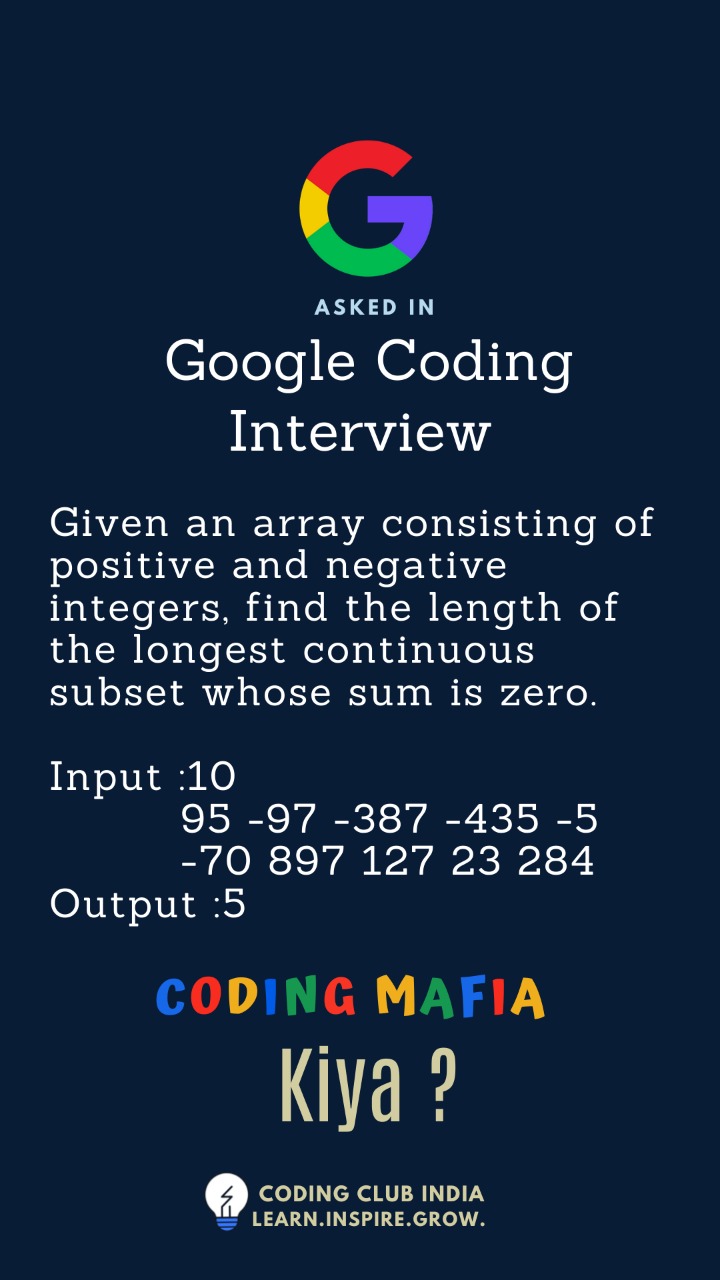 ASKED IN
Google Coding
Interview
Given an array consisting of
positive and negative
integers, find the length of
the longest continuous
subset whose sum is zero.
Input :10
95 -97 -387 -435 -5
-70 897 127 23 284
Output :5
CODING MAFIA
Kiya ?
CODING CLUB INDIA
LEARN.INSPIRE.GROW.